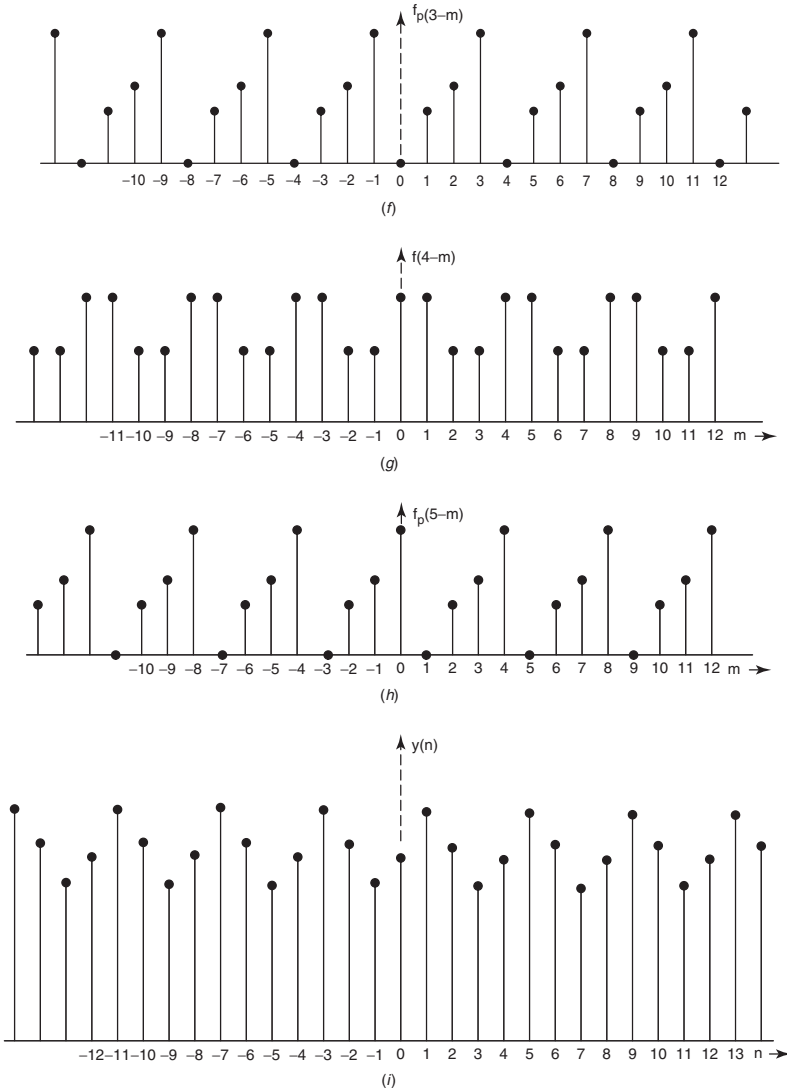 f_p(3–m)
–10 –9 –8 –7 –6 –5 –4 –3 –2 –1 0 1 2 3 4 5 6 7 8 9 10 11 12
(f)
f(4–m)
–11 –10 –9 –8 –7 –6 –5 –4 –3 –2 –1 0 1 2 3 4 5 6 7 8 9 10 11 12 m
(g)
f_p(5–m)
–10 –9 –8 –7 –6 –5 –4 –3 –2 –1 0 1 2 3 4 5 6 7 8 9 10 11 12 m
(h)
y(n)
–12 –11 –10 –9 –8 –7 –6 –5 –4 –3 –2 –1 0 1 2 3 4 5 6 7 8 9 10 11 12 13 n
(i)